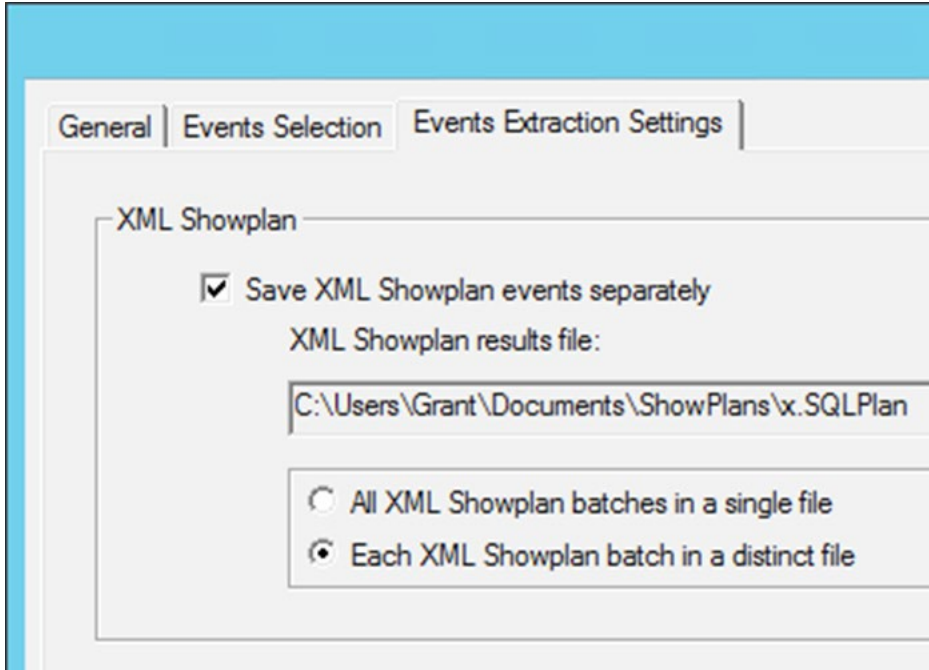 General Events Selection Events Extraction Settings
XML Showplan
Save XML Showplan events separately
XML Showplan results file:
C:\Users\Grant\Documents\ShowPlans\x.SQLPlan
All XML Showplan batches in a single file
Each XML Showplan batch in a distinct file